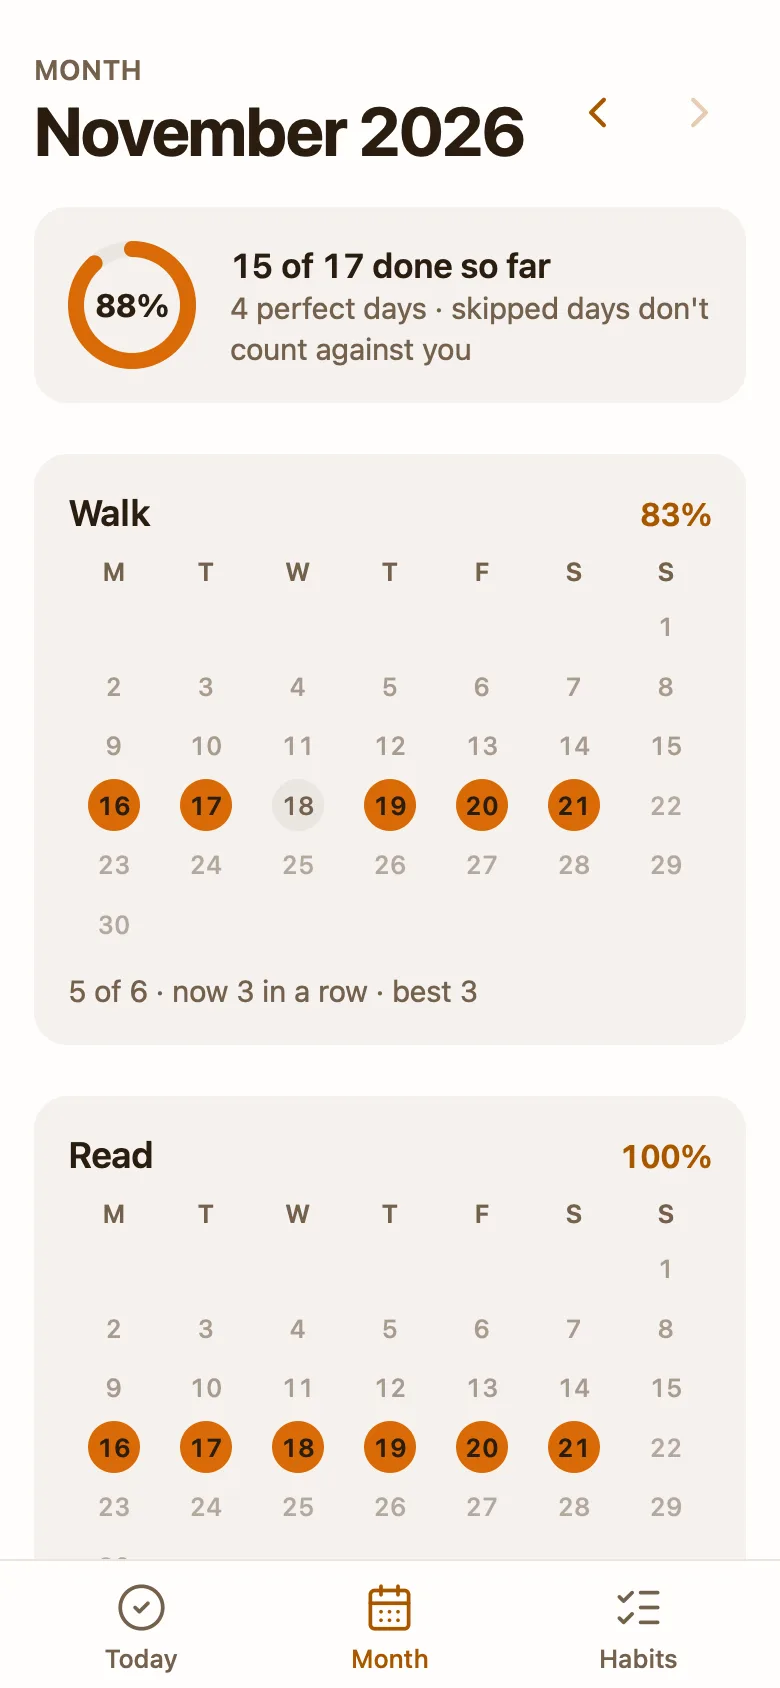 MONTH
November 2026
88%
15 of 17 done so far
4 perfect days · skipped days don't
count against you
Walk
83%
M T W T F S S
1
2 3 4 5 6 7 8
9 10 11 12 13 14 15
16 17 18 19 20 21 22
23 24 25 26 27 28 29
30
5 of 6 · now 3 in a row · best 3
Read
100%
M T W T F S S
1
2 3 4 5 6 7 8
9 10 11 12 13 14 15
16 17 18 19 20 21 22
23 24 25 26 27 28 29
Today
Month
Habits